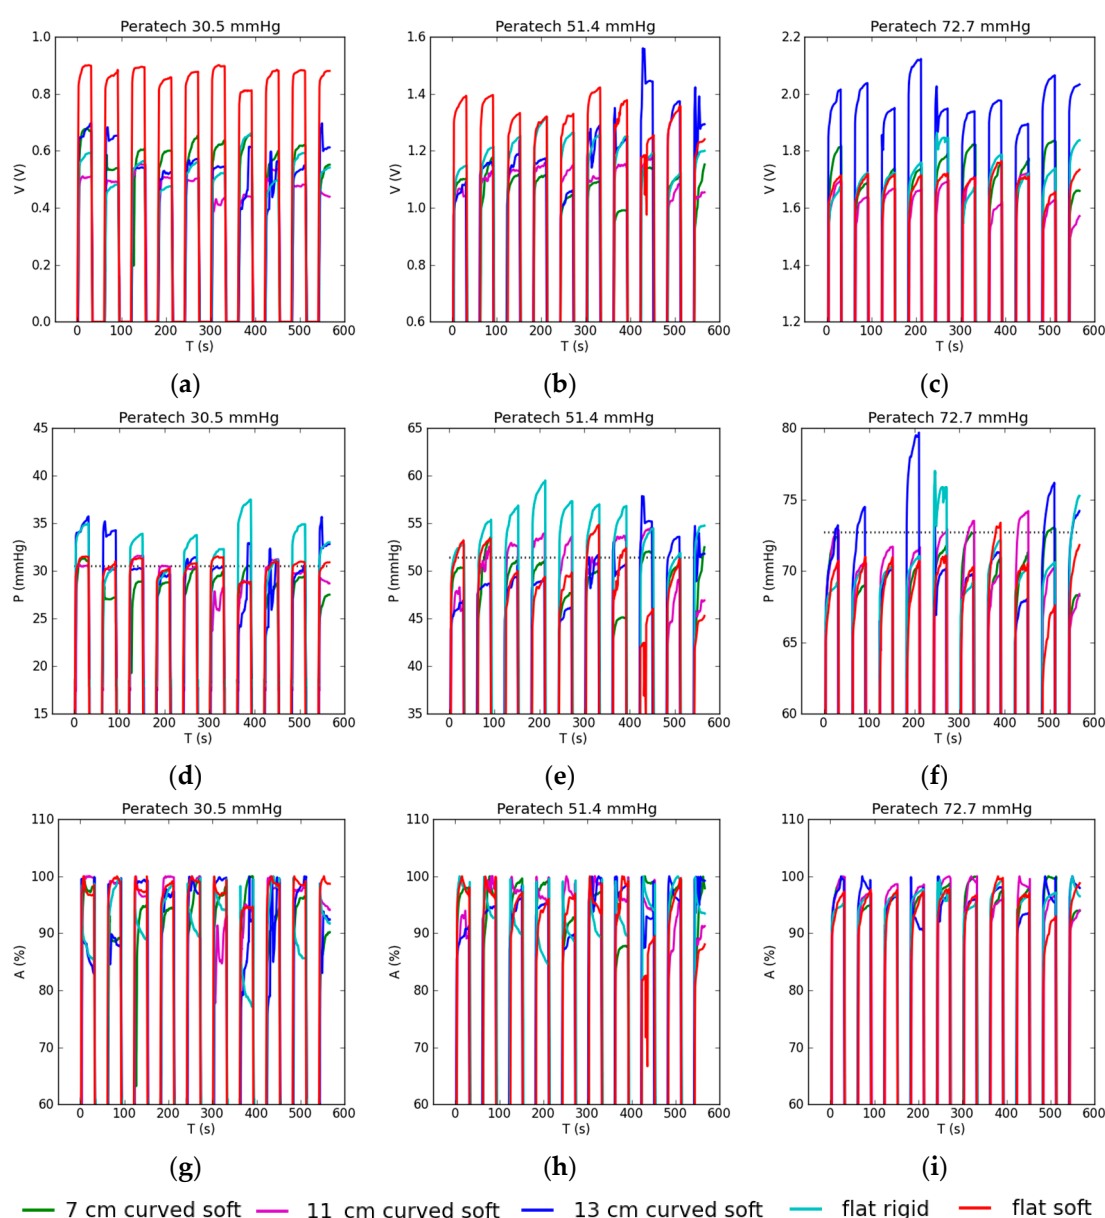 Peratech 30.5 mmHg Peratech 51.4 mmHg Peratech 72.7 mmHg
1.0 1.6 2.2
0.8 1.4 2.0
0.6 1.2 1.8
V (V) V (V) V (V)
0.4 1.0 1.6
0.2 0.8 1.4
0.0 0.6 1.2
0 100 200 300 400 500 600 0 100 200 300 400 500 600 0 100 200 300 400 500 600
T (s) T (s) T (s)
(a) (b) (c)
Peratech 30.5 mmHg Peratech 51.4 mmHg Peratech 72.7 mmHg
45 65 80
40 60
35 55 75
30 50 70
P (mmHg) P (mmHg) P (mmHg)
25 45
20 40 65
15 35 60
0 100 200 300 400 500 600 0 100 200 300 400 500 600 0 100 200 300 400 500 600
T (s) T (s) T (s)
(d) (e) (f)
Peratech 30.5 mmHg Peratech 51.4 mmHg Peratech 72.7 mmHg
110 110 110
100 100 100
90 90 90
A (%) A (%) A (%)
80 80 80
70 70 70
60 60 60
0 100 200 300 400 500 600 0 100 200 300 400 500 600 0 100 200 300 400 500 600
T (s) T (s) T (s)
(g) (h) (i)
7 cm curved soft 11 cm curved soft 13 cm curved soft flat rigid flat soft